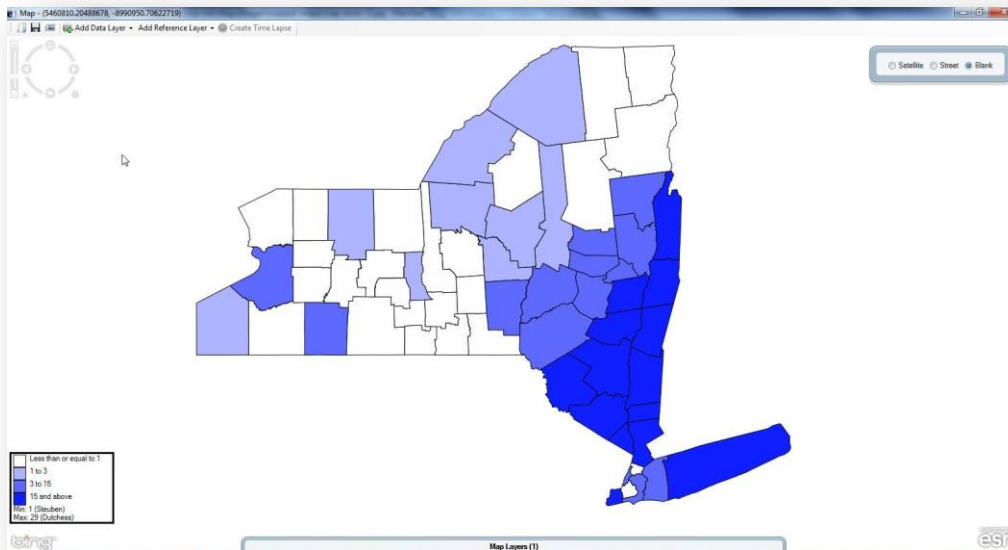 Map - (5460810.20488678, -8990950.70622719)
Add Data Layer Add Reference Layer Create Time Lapse
Satellite Street Blank
Less than or equal to 1
1 to 3
3 to 15
15 and above
Min: 1 (Steuben)
Max: 29 (Dutchess)
bing
Map Layers (1)
esri